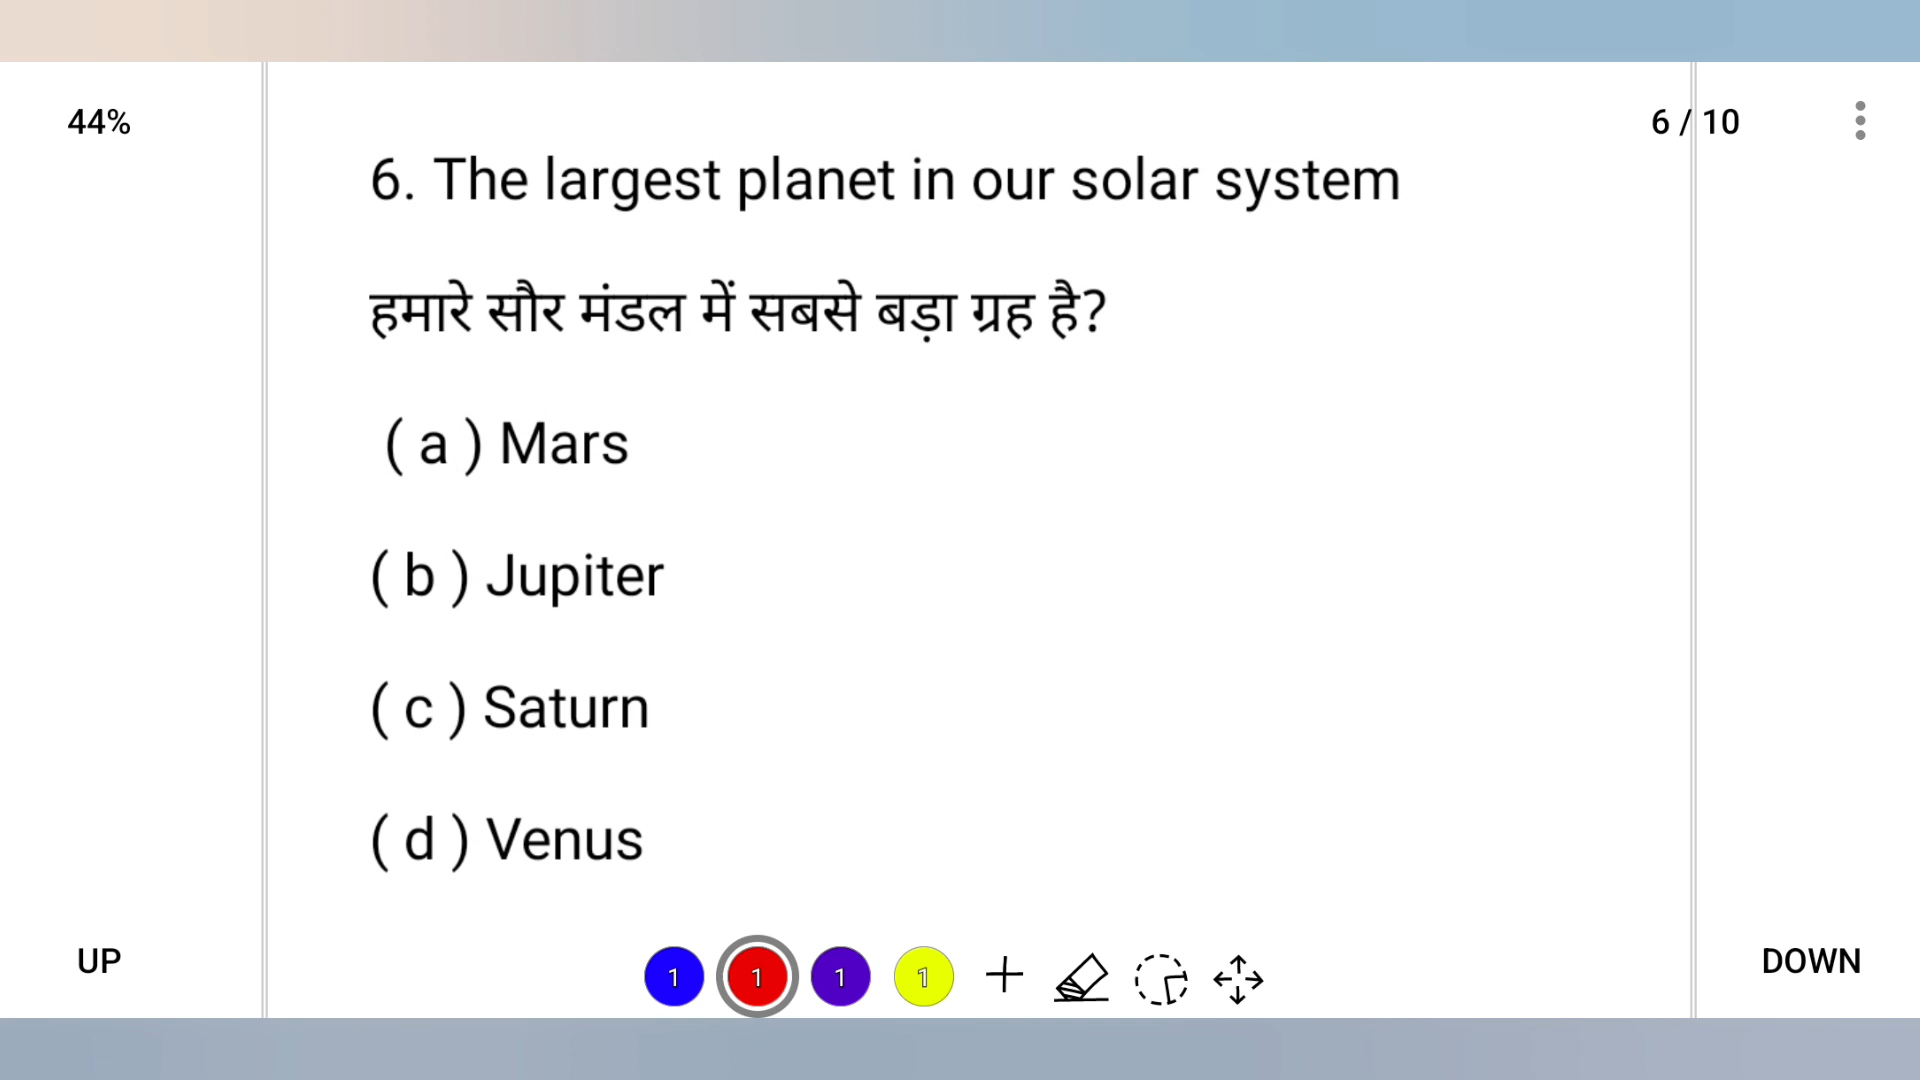 44%
6 / 10
6. The largest planet in our solar system
हमारे सौर मंडल में सबसे बड़ा ग्रह है?
( a ) Mars
( b ) Jupiter
( c ) Saturn
( d ) Venus
UP
1 1 1 1
DOWN